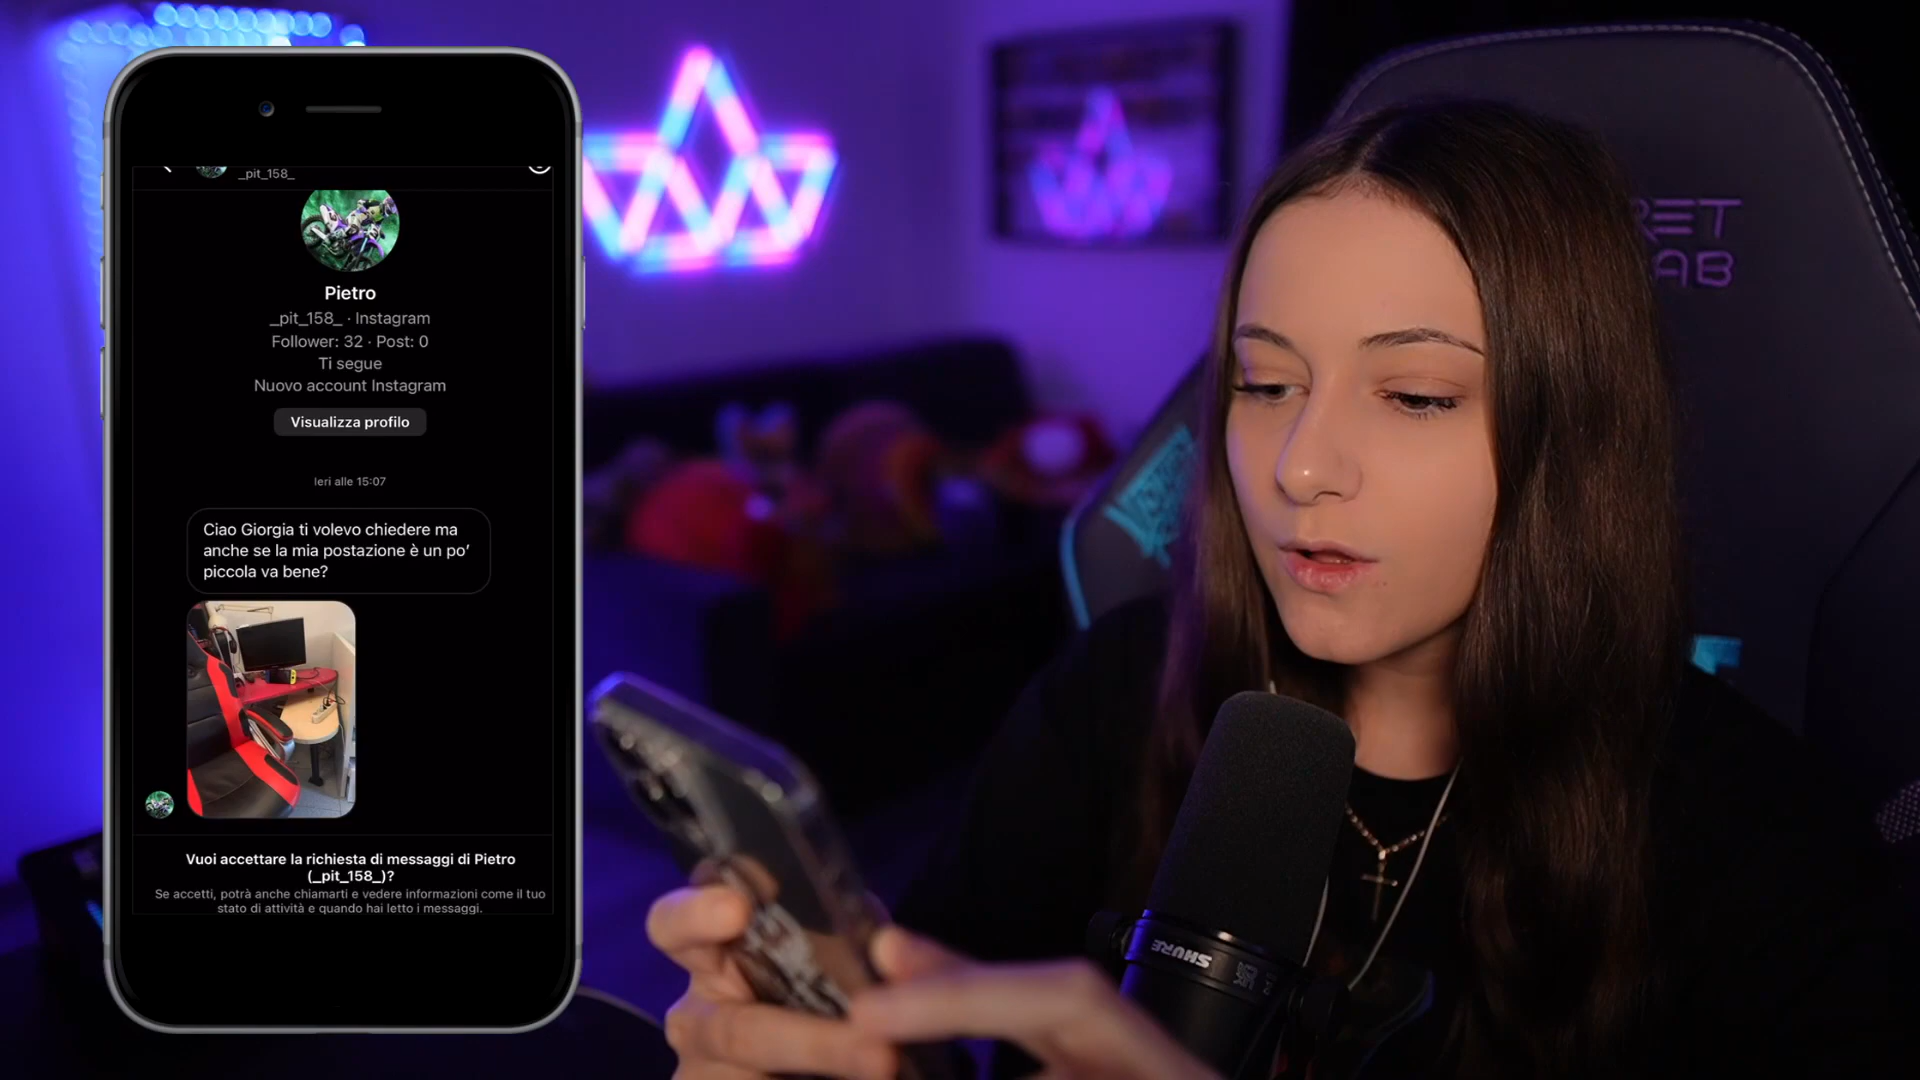 _pit_158_
Pietro
_pit_158_ · Instagram
Follower: 32 · Post: 0
Ti segue
Nuovo account Instagram
Visualizza profilo
Ieri alle 15:07
Ciao Giorgia ti volevo chiedere ma
anche se la mia postazione è un po’
piccola va bene?
Vuoi accettare la richiesta di messaggi di Pietro
(_pit_158_)?
Se accetti, potrà anche chiamarti e vedere informazioni come il tuo
stato di attività e quando hai letto i messaggi.
RET
AB
SHURE